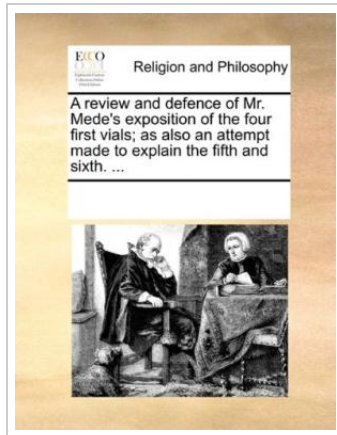 ECCO
Religion and Philosophy
A review and defence of Mr.
Mede's exposition of the four
first vials; as also an attempt
made to explain the fifth and
sixth. ...